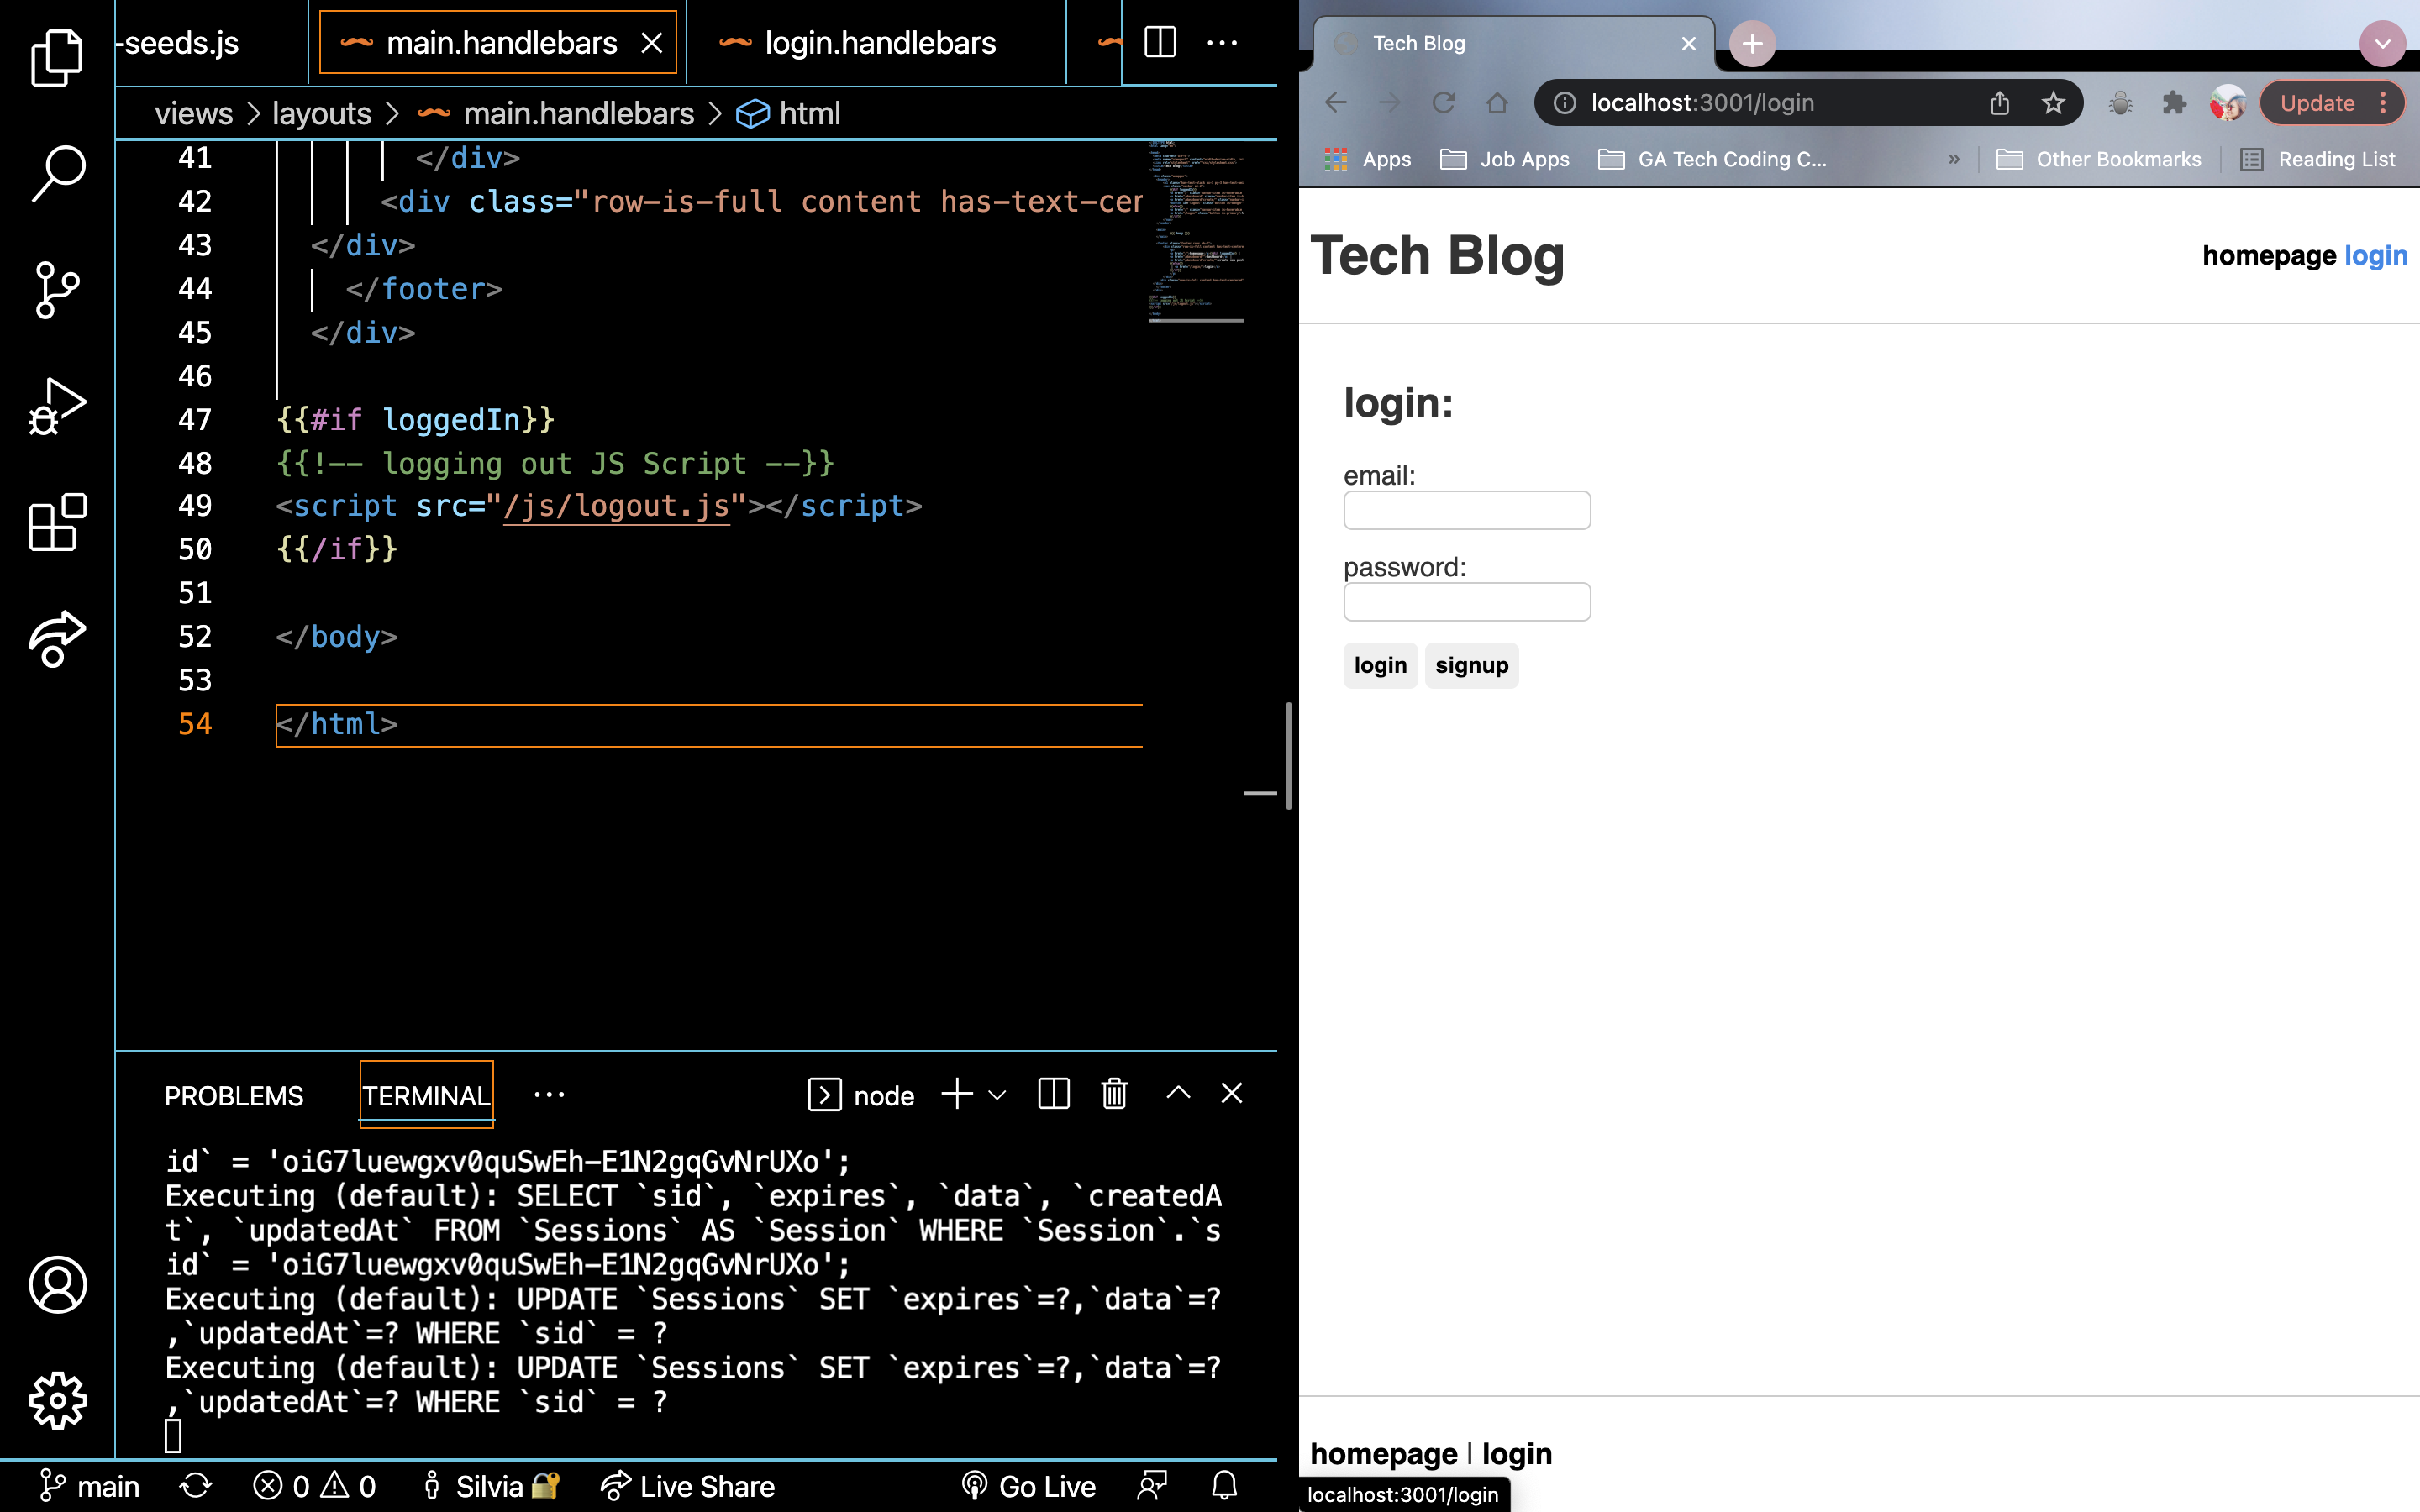 -seeds.js
main.handlebars
login.handlebars
views > layouts > main.handlebars > html
41 </div>
42 <div class="row-is-full content has-text-cer
43 </div>
44 </footer>
45 </div>
46
47 {{#if loggedIn}}
48 {{!-- logging out JS Script --}}
49 <script src="/js/logout.js"></script>
50 {{/if}}
51
52 </body>
53
54 </html>
PROBLEMS TERMINAL ... node
id` = 'oiG7luewgxv0quSwEh-E1N2gqGvNrUXo';
Executing (default): SELECT `sid`, `expires`, `data`, `createdA
t`, `updatedAt` FROM `Sessions` AS `Session` WHERE `Session`.`s
id` = 'oiG7luewgxv0quSwEh-E1N2gqGvNrUXo';
Executing (default): UPDATE `Sessions` SET `expires`=?,`data`=?
,`updatedAt`=? WHERE `sid` = ?
Executing (default): UPDATE `Sessions` SET `expires`=?,`data`=?
,`updatedAt`=? WHERE `sid` = ?
main 0 0 Silvia🔐 Live Share Go Live
Tech Blog
localhost:3001/login
Update
Apps Job Apps GA Tech Coding C... » Other Bookmarks Reading List
Tech Blog
homepage login
login:
email:
password:
login signup
homepage | login
localhost:3001/login